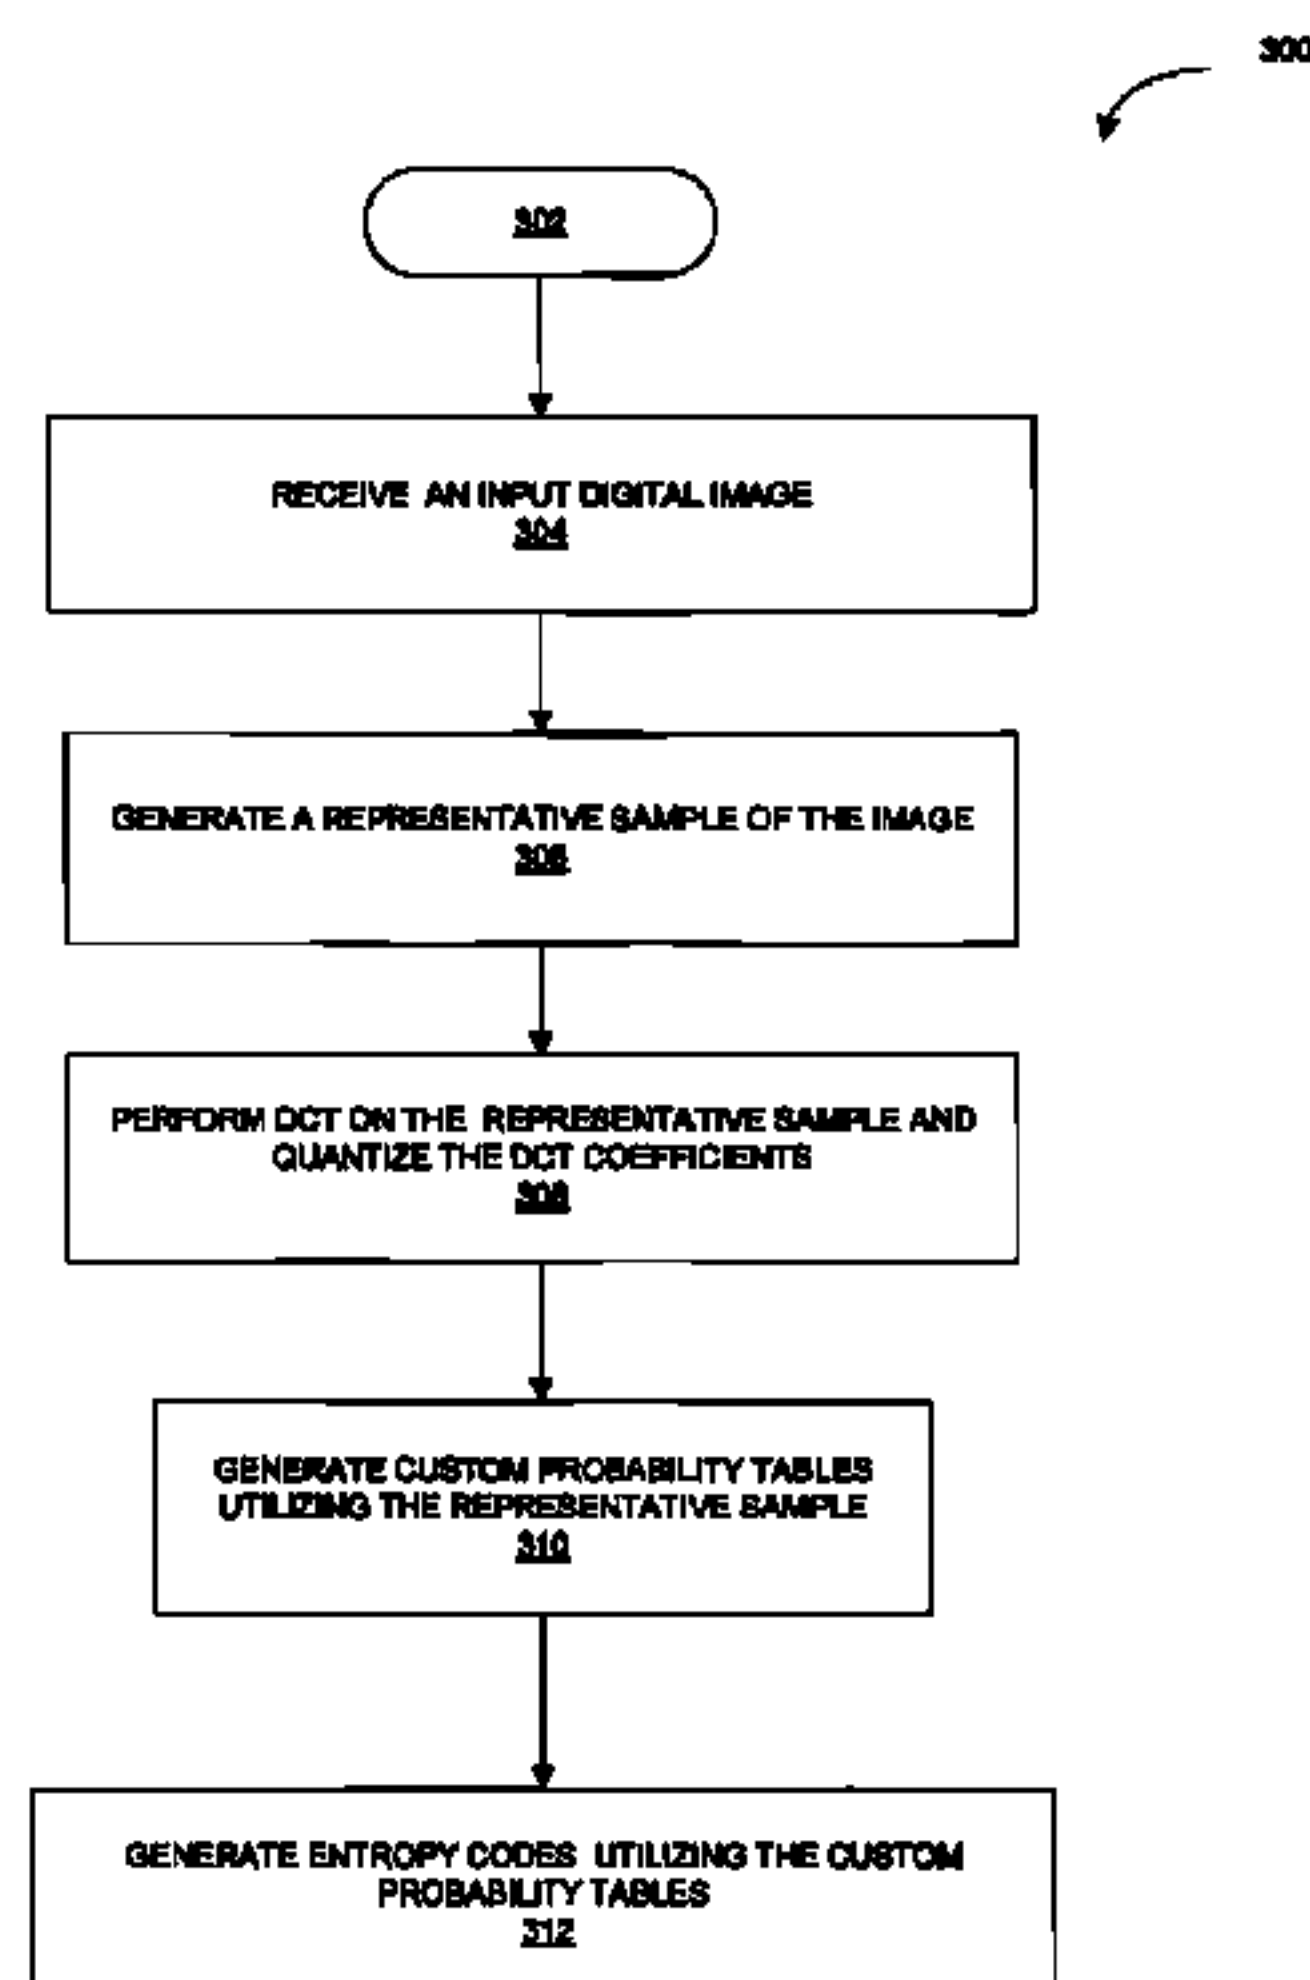 300
302
RECEIVE AN INPUT DIGITAL IMAGE
304
GENERATE A REPRESENTATIVE SAMPLE OF THE IMAGE
306
PERFORM DCT ON THE REPRESENTATIVE SAMPLE AND
QUANTIZE THE DCT COEFFICIENTS
308
GENERATE CUSTOM PROBABILITY TABLES
UTILIZING THE REPRESENTATIVE SAMPLE
310
GENERATE ENTROPY CODES UTILIZING THE CUSTOM
PROBABILITY TABLES
312